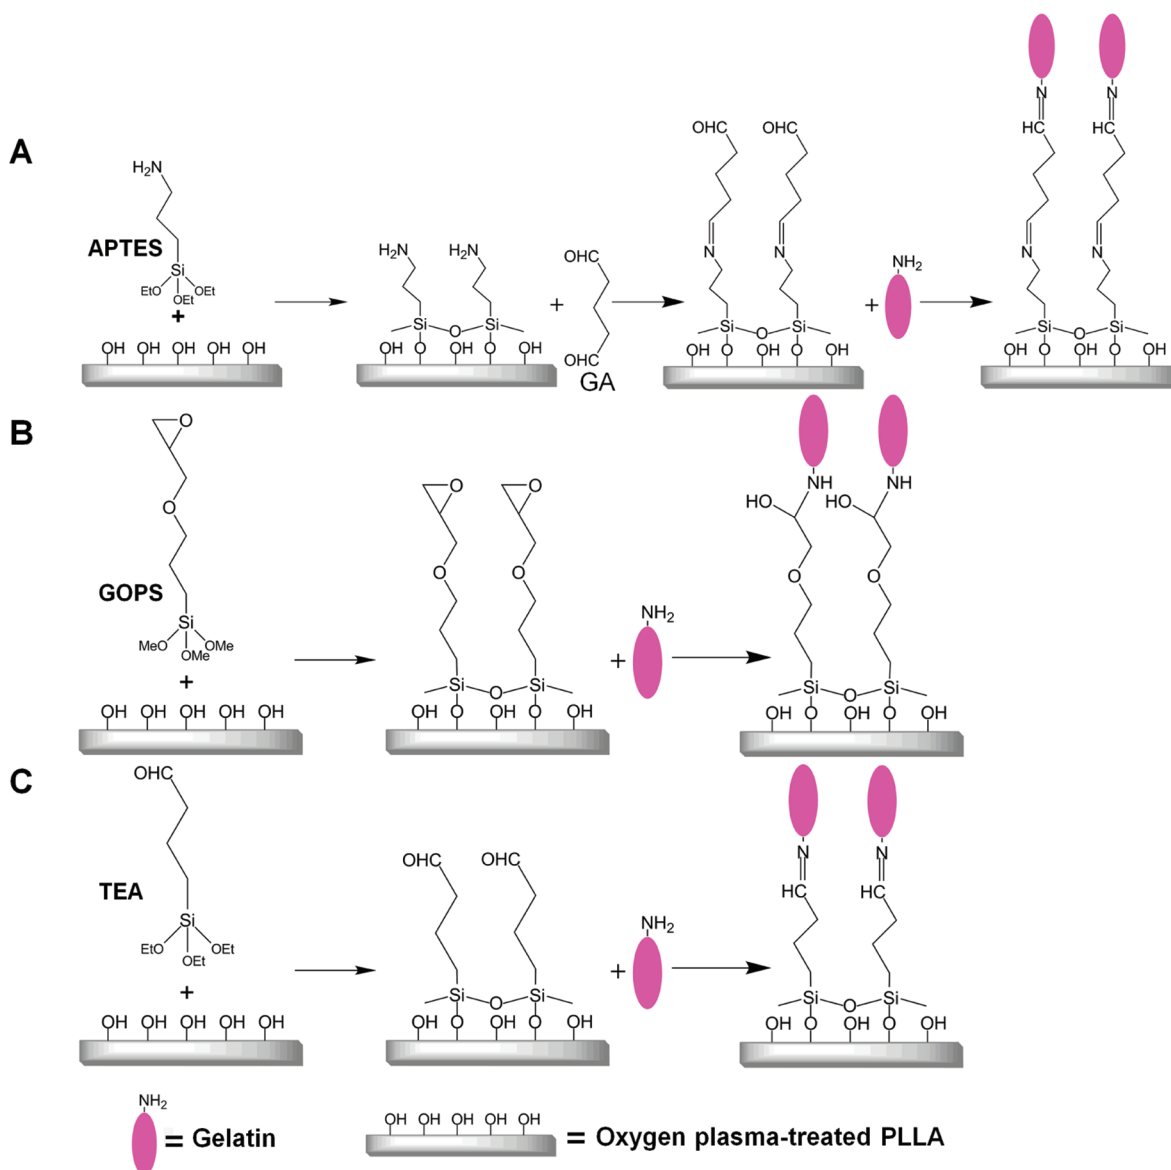 A
H2N
APTES
Si
EtO OEt OEt
+
OH OH OH OH OH
H2N H2N
Si O Si
OH O OH O OH
+
OHC
OHC
GA
OHC OHC
N N
Si O Si
OH O OH O OH
+
NH2
N N
HC HC
N N
Si O Si
OH O OH O OH
B
O
O
GOPS
Si
MeO OMe OMe
+
OH OH OH OH OH
O O
O O
Si O Si
OH O OH O OH
+
NH2
NH NH
HO HO
O O
Si O Si
OH O OH O OH
C
OHC
TEA
Si
EtO OEt OEt
+
OH OH OH OH OH
OHC OHC
Si O Si
OH O OH O OH
+
NH2
N N
HC HC
Si O Si
OH O OH O OH
NH2
= Gelatin
OH OH OH OH OH
= Oxygen plasma-treated PLLA